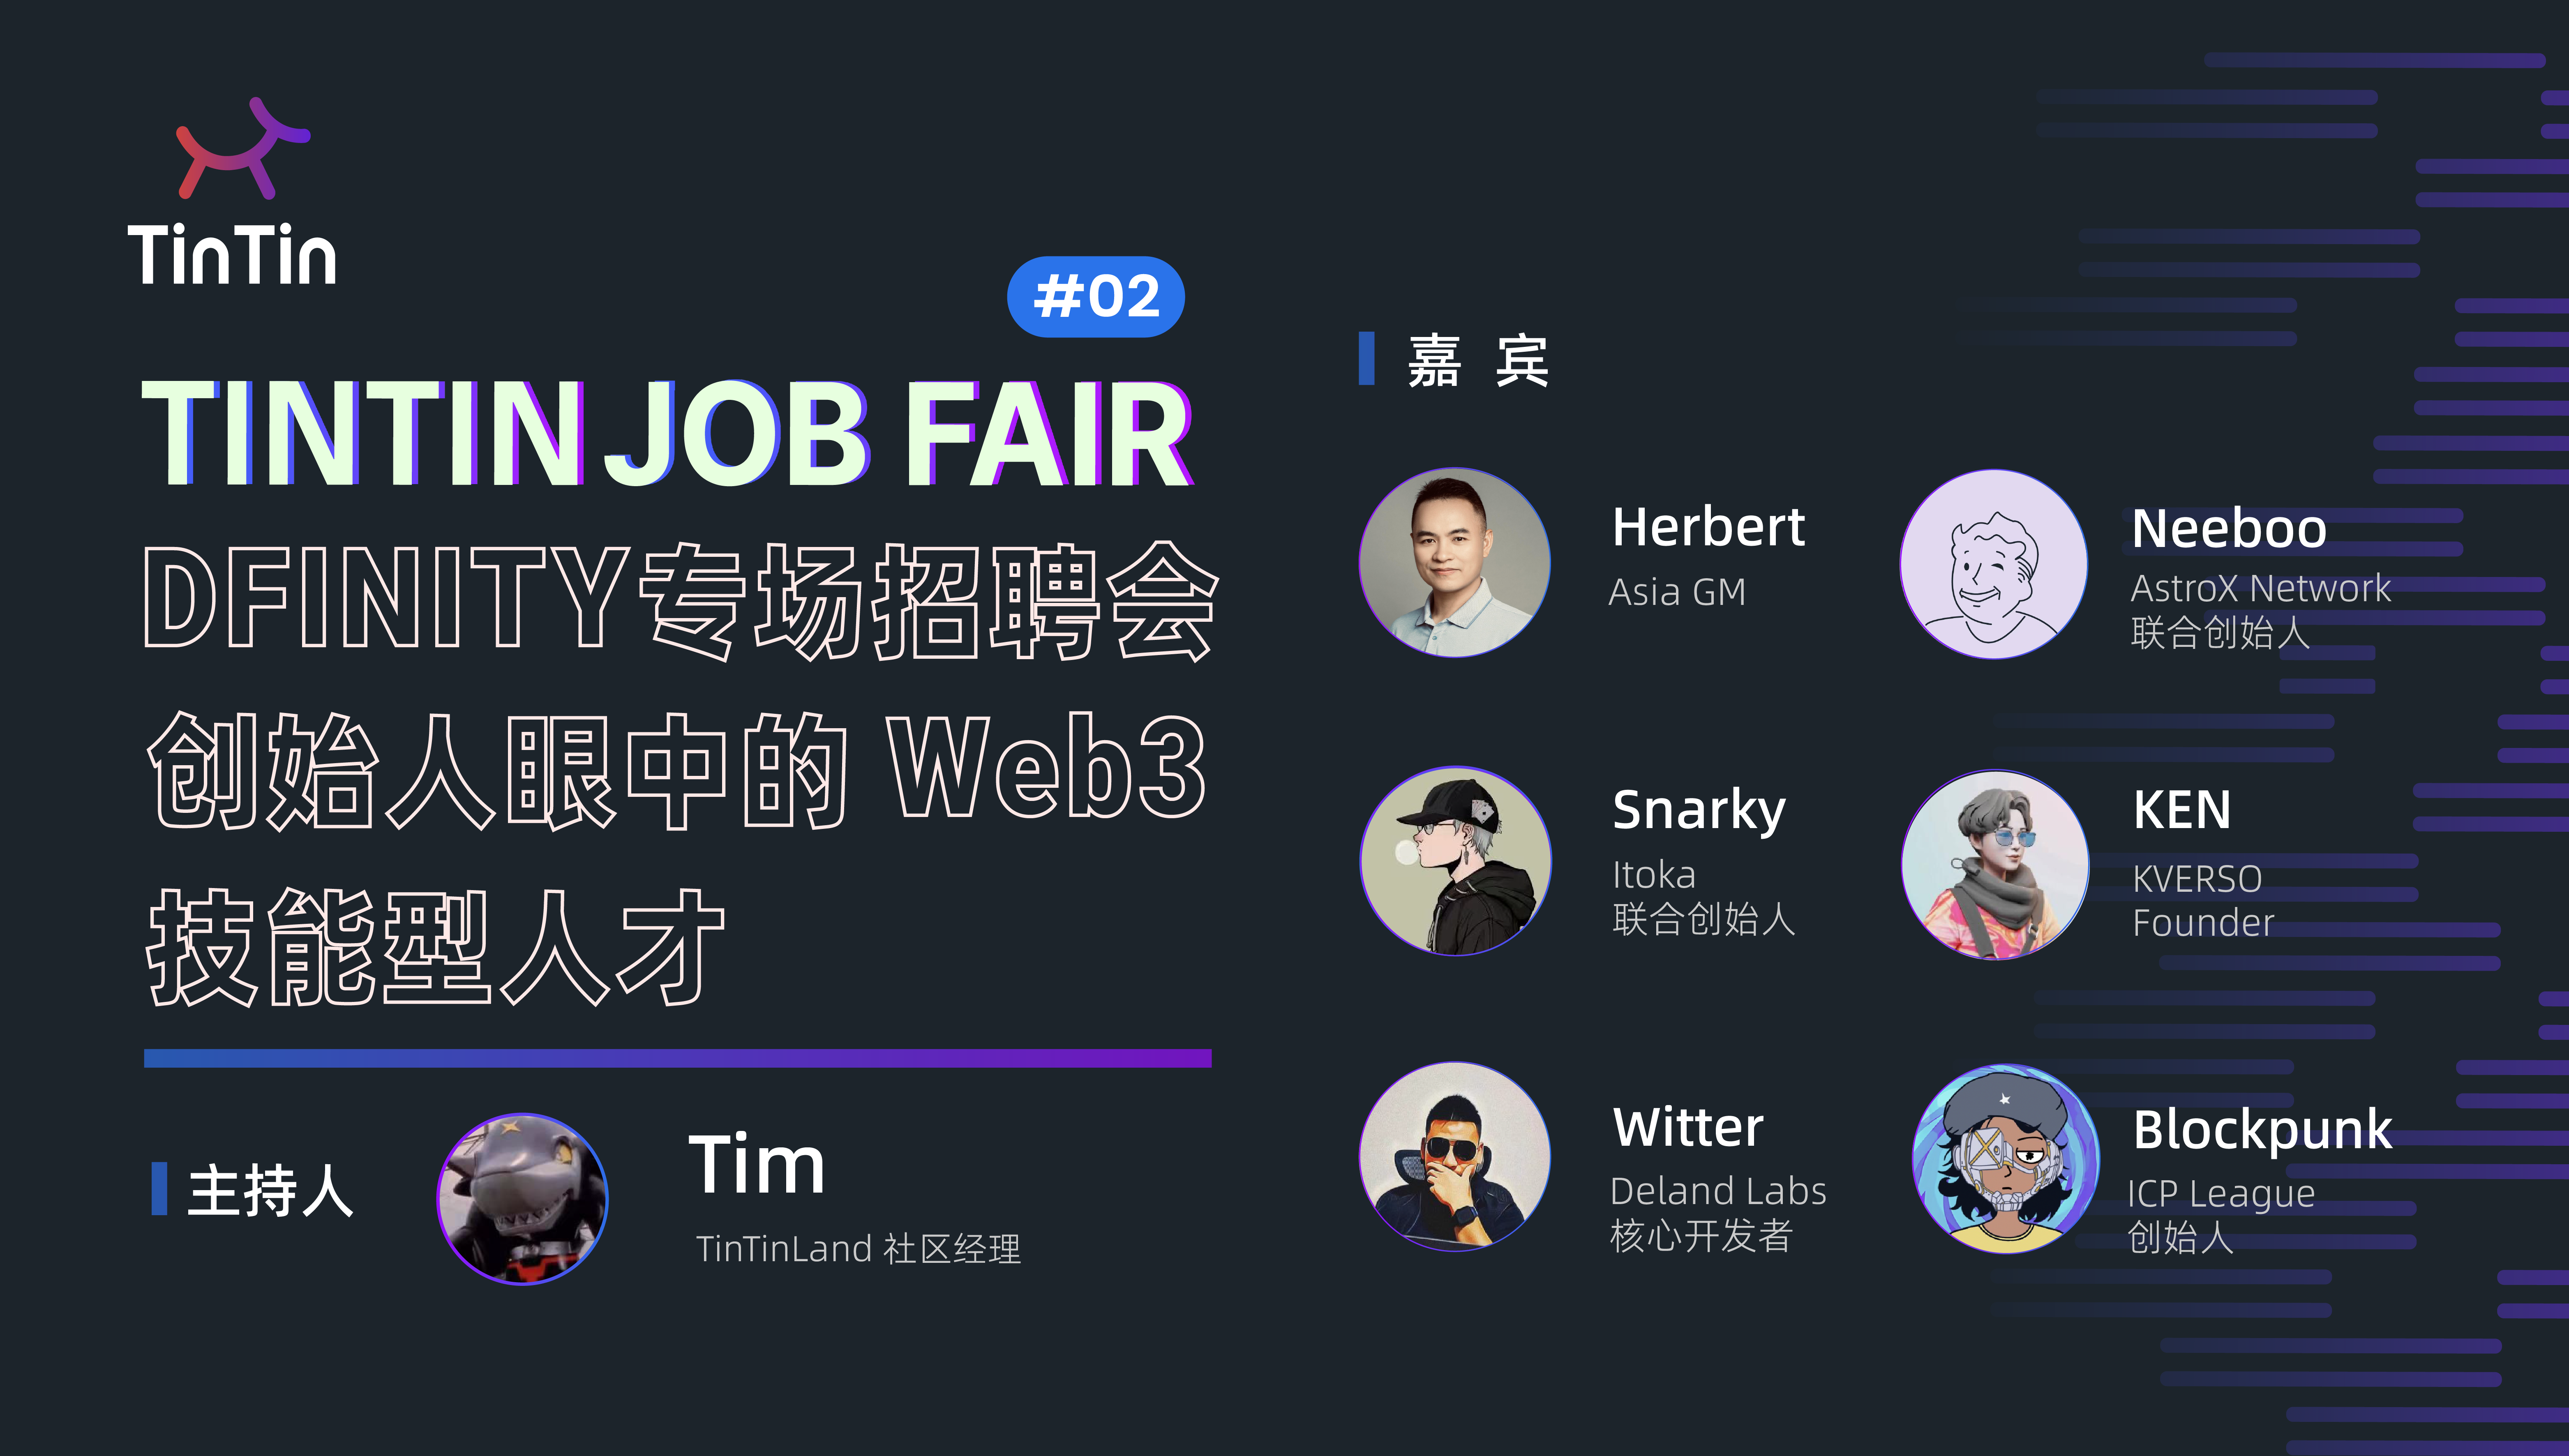 TinTin
#02
TINTIN JOB FAIR
DFINITY专场招聘会
创始人眼中的 Web3
技能型人才
主持人
Tim
TinTinLand 社区经理
嘉 宾
Herbert
Asia GM
Neeboo
AstroX Network
联合创始人
Snarky
Itoka
联合创始人
KEN
KVERSO
Founder
Witter
Deland Labs
核心开发者
Blockpunk
ICP League
创始人